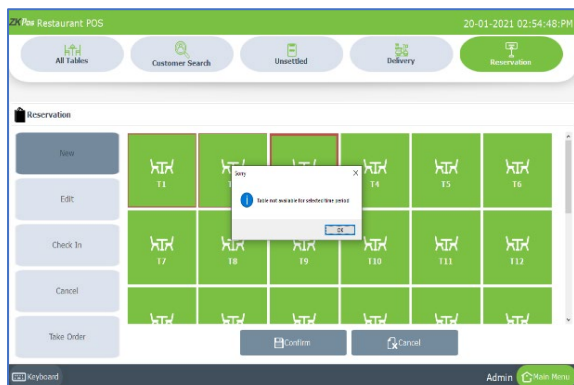 ZKPos Restaurant POS 20-01-2021 02:54:48:PM
All Tables Customer Search Unsettled Delivery Reservation
Reservation
New
Edit
Check In
Cancel
Take Order
T1 T4 T5 T6
T7 T8 T9 T10 T11 T12
Sorry
Table not available for selected time period
OK
Confirm Cancel
Keyboard Admin Main Menu